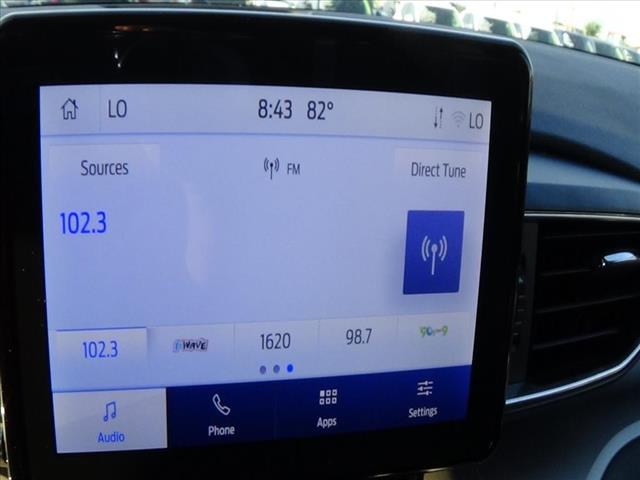 LO 8:43 82° LO
Sources FM Direct Tune
102.3
102.3 1st WAVE 1620 98.7
Audio Phone Apps Settings